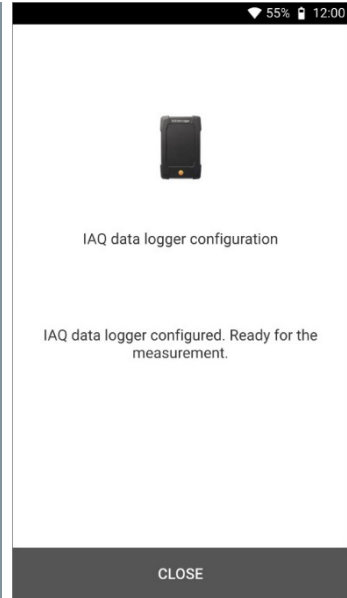 55% 12:00
IAQ data logger configuration
IAQ data logger configured. Ready for the
measurement.
CLOSE